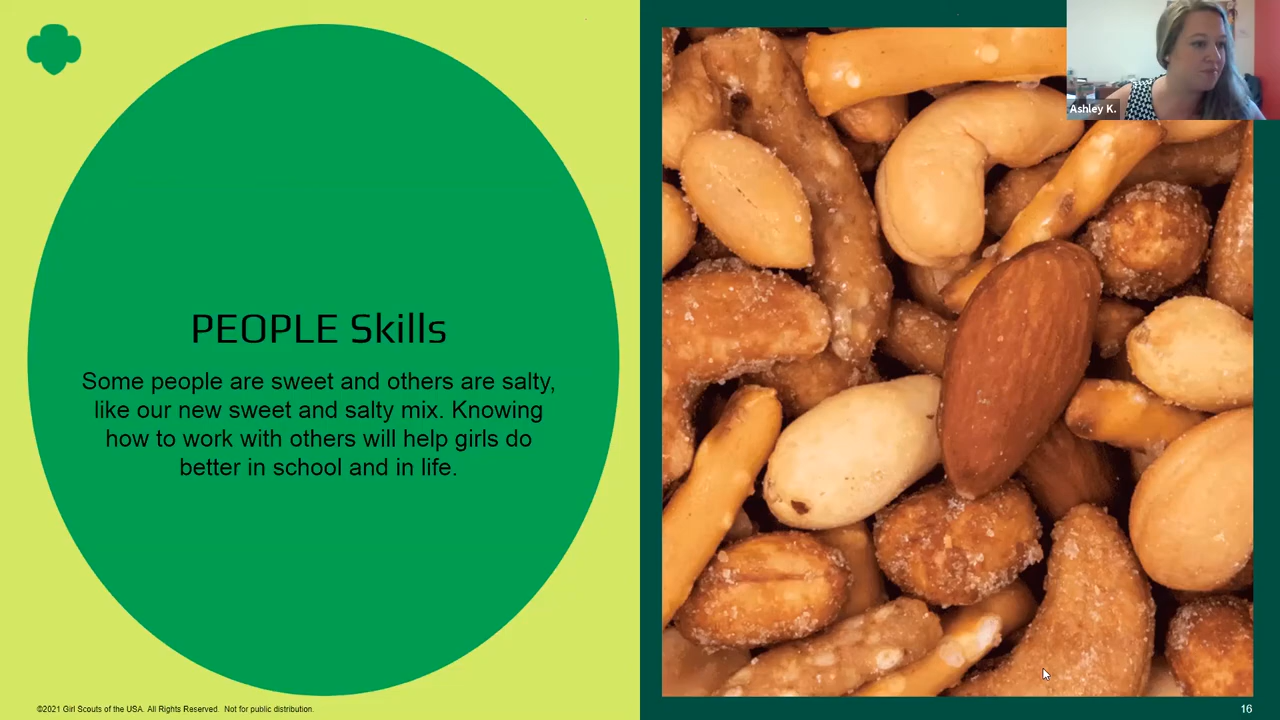 Ashley K.
PEOPLE Skills
Some people are sweet and others are salty,
like our new sweet and salty mix. Knowing
how to work with others will help girls do
better in school and in life.
©2021 Girl Scouts of the USA. All Rights Reserved. Not for public distribution.
16